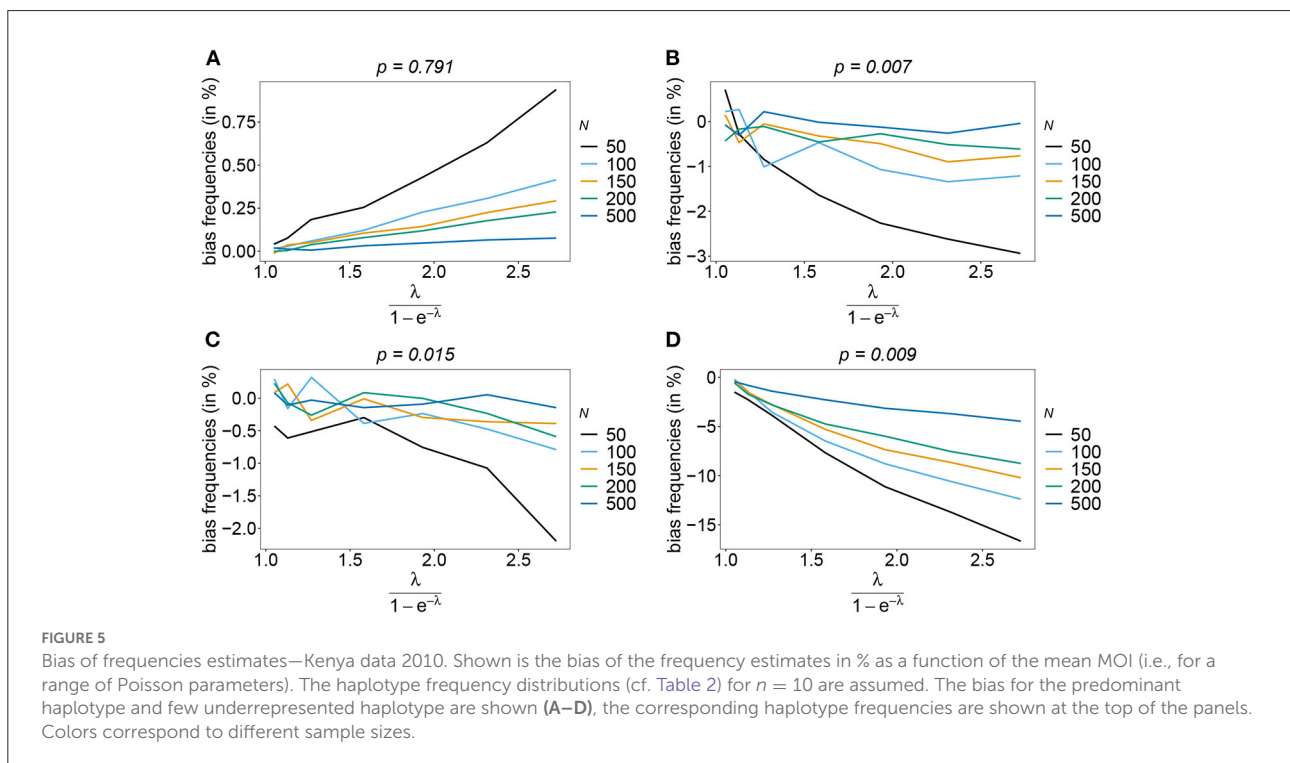 A
p = 0.791
bias frequencies (in %)
0.75
0.50
0.25
0.00
1.0 1.5 2.0 2.5
λ
1 – e^–λ
N
50
100
150
200
500
B
p = 0.007
bias frequencies (in %)
0
−1
−2
−3
1.0 1.5 2.0 2.5
λ
1 – e^–λ
N
50
100
150
200
500
C
p = 0.015
bias frequencies (in %)
0.0
−0.5
−1.0
−1.5
−2.0
1.0 1.5 2.0 2.5
λ
1 – e^–λ
N
50
100
150
200
500
D
p = 0.009
bias frequencies (in %)
0
−5
−10
−15
1.0 1.5 2.0 2.5
λ
1 – e^–λ
N
50
100
150
200
500
FIGURE 5
Bias of frequencies estimates—Kenya data 2010. Shown is the bias of the frequency estimates in % as a function of the mean MOI (i.e., for a
range of Poisson parameters). The haplotype frequency distributions (cf. Table 2) for n = 10 are assumed. The bias for the predominant
haplotype and few underrepresented haplotype are shown (A–D), the corresponding haplotype frequencies are shown at the top of the panels.
Colors correspond to different sample sizes.